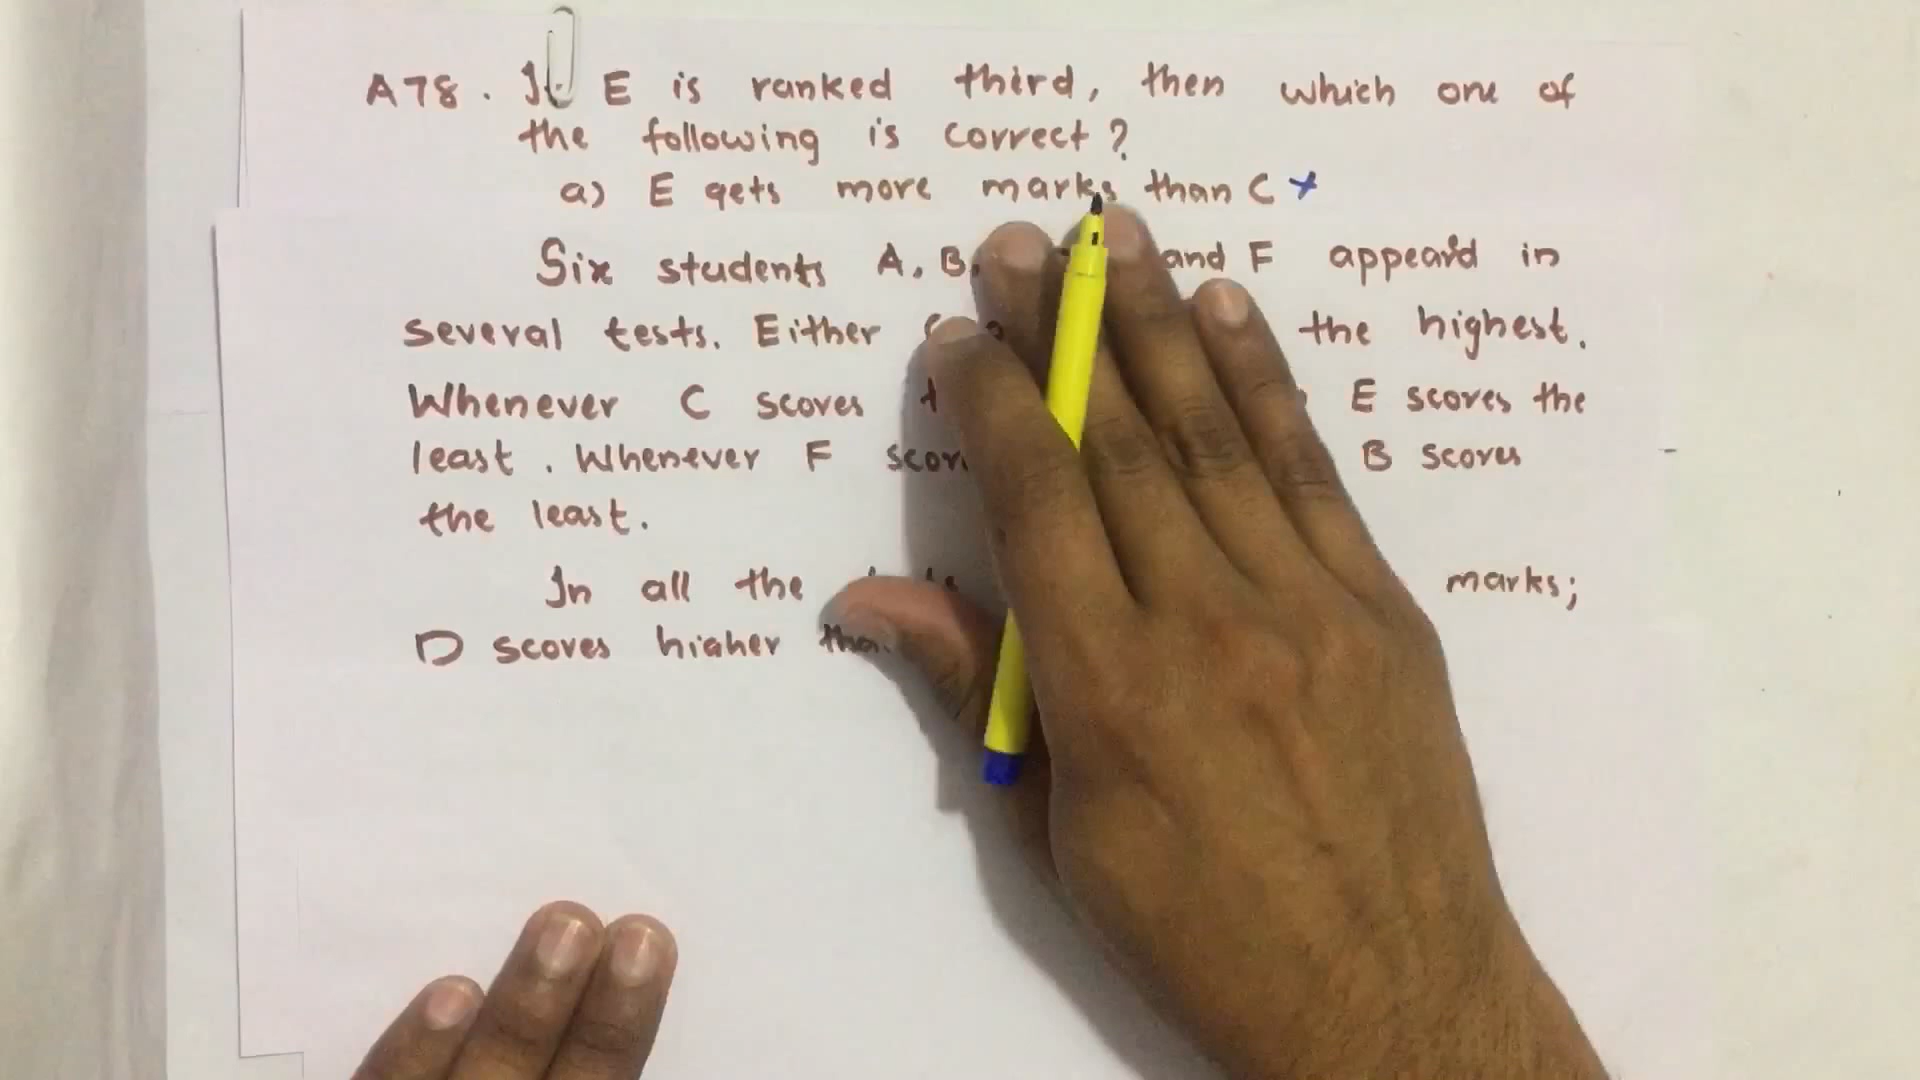 A78. If E is ranked third, then which one of
the following is correct?
a) E gets more marks than C ×
Six students A, B, and F appear'd in
several tests. Either the highest.
Whenever C scores E scores the
least. Whenever F B scores
the least.
In all the marks;
D scores higher than